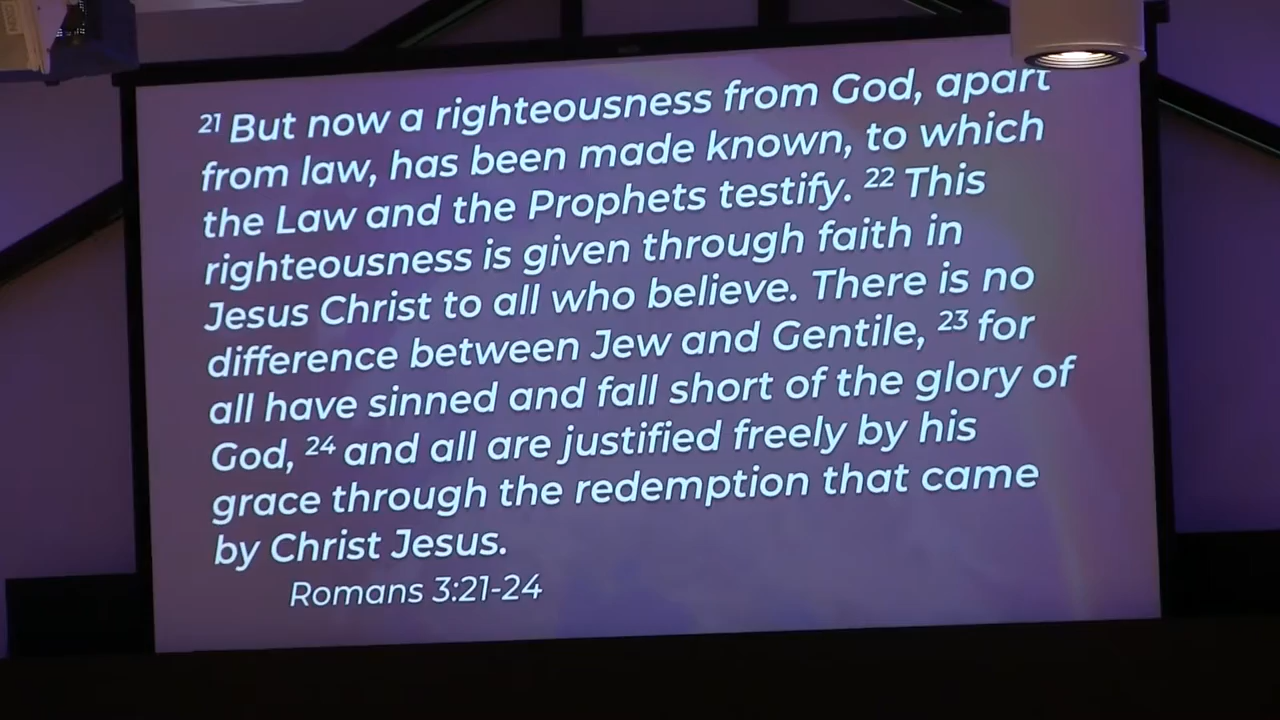 21 But now a righteousness from God, apart
from law, has been made known, to which
the Law and the Prophets testify. 22 This
righteousness is given through faith in
Jesus Christ to all who believe. There is no
difference between Jew and Gentile, 23 for
all have sinned and fall short of the glory of
God, 24 and all are justified freely by his
grace through the redemption that came
by Christ Jesus.
Romans 3:21-24